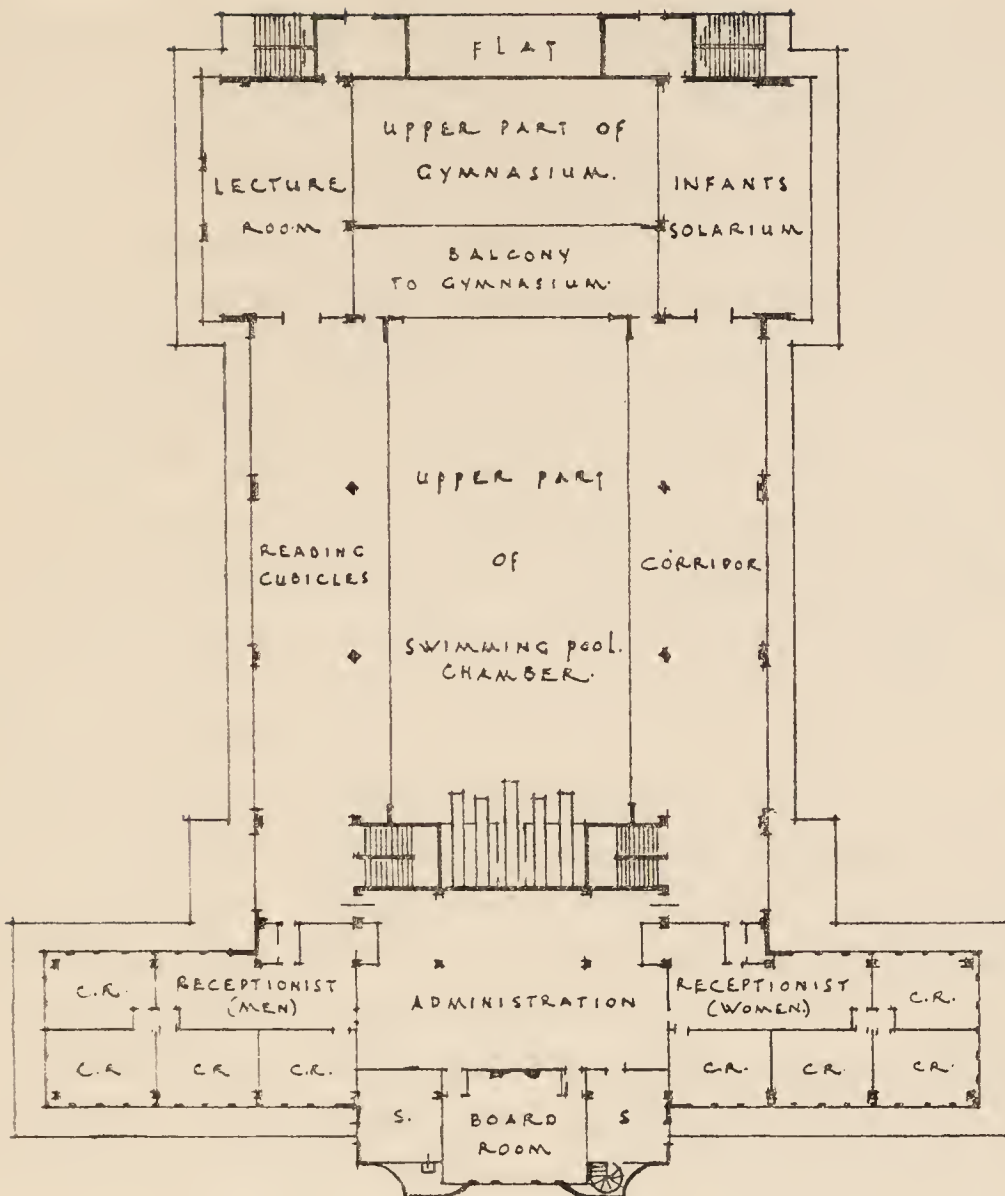 FLAT
UPPER PART OF
GYMNASIUM.
LECTURE
ROOM
INFANTS
SOLARIUM
BALCONY
TO GYMNASIUM.
UPPER PART
OF
SWIMMING POOL.
CHAMBER.
READING
CUBICLES
CORRIDOR
C.R.
RECEPTIONIST
(MEN)
ADMINISTRATION
RECEPTIONIST
(WOMEN.)
C.R.
C.R
CR
C.R.
C.R.
C.R.
C.R.
S.
BOARD
ROOM
S